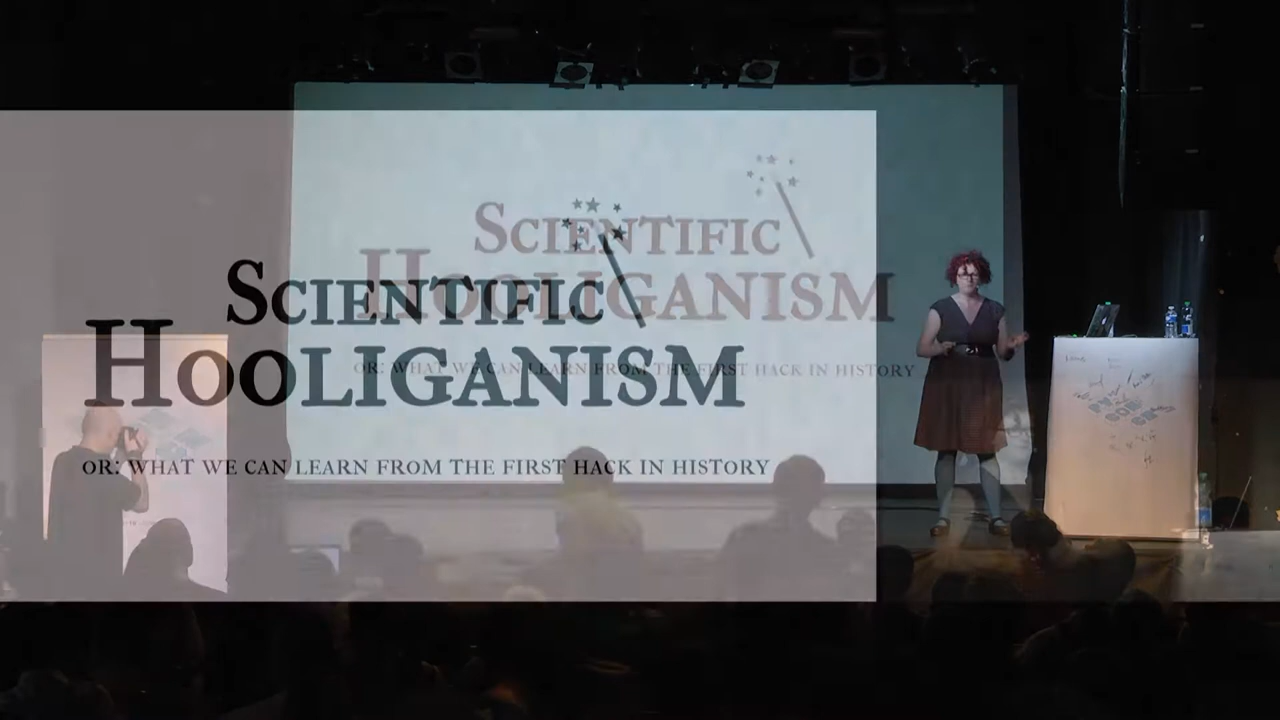 Scientific
Hooliganism
or: what we can learn from the first hack in history
Scientific
Hooliganism
or: what we can learn from the first hack in history